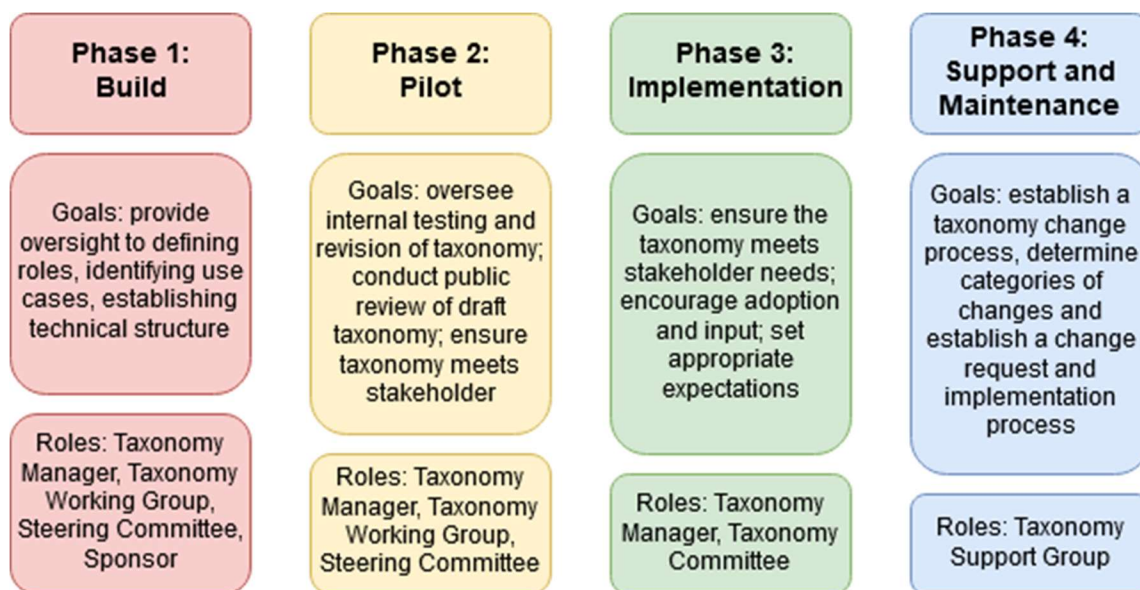 Phase 1:
Build
Goals: provide
oversight to defining
roles, identifying use
cases, establishing
technical structure
Roles: Taxonomy
Manager, Taxonomy
Working Group,
Steering Committee,
Sponsor
Phase 2:
Pilot
Goals: oversee
internal testing and
revision of taxonomy;
conduct public
review of draft
taxonomy; ensure
taxonomy meets
stakeholder
Roles: Taxonomy
Manager, Taxonomy
Working Group,
Steering Committee
Phase 3:
Implementation
Goals: ensure the
taxonomy meets
stakeholder needs;
encourage adoption
and input; set
appropriate
expectations
Roles: Taxonomy
Manager, Taxonomy
Committee
Phase 4:
Support and
Maintenance
Goals: establish a
taxonomy change
process, determine
categories of
changes and
establish a change
request and
implementation
process
Roles: Taxonomy
Support Group